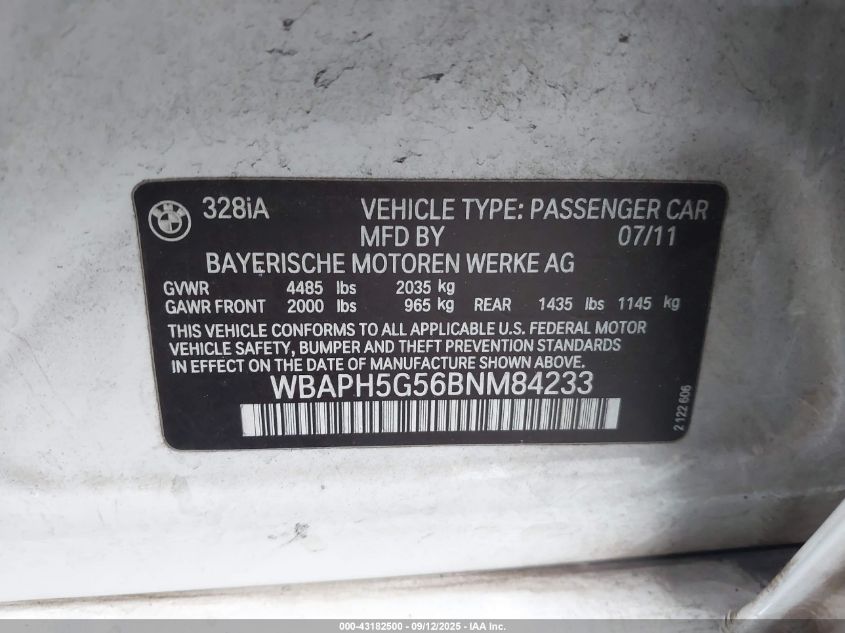 328iA VEHICLE TYPE: PASSENGER CAR
MFD BY 07/11
BAYERISCHE MOTOREN WERKE AG
GVWR 4485 lbs 2035 kg
GAWR FRONT 2000 lbs 965 kg REAR 1435 lbs 1145 kg
THIS VEHICLE CONFORMS TO ALL APPLICABLE U.S. FEDERAL MOTOR
VEHICLE SAFETY, BUMPER AND THEFT PREVENTION STANDARDS
IN EFFECT ON THE DATE OF MANUFACTURE SHOWN ABOVE.
WBAPH5G56BNM84233
2 122 606
000-43182500 - 09/12/2025 - IAA Inc.